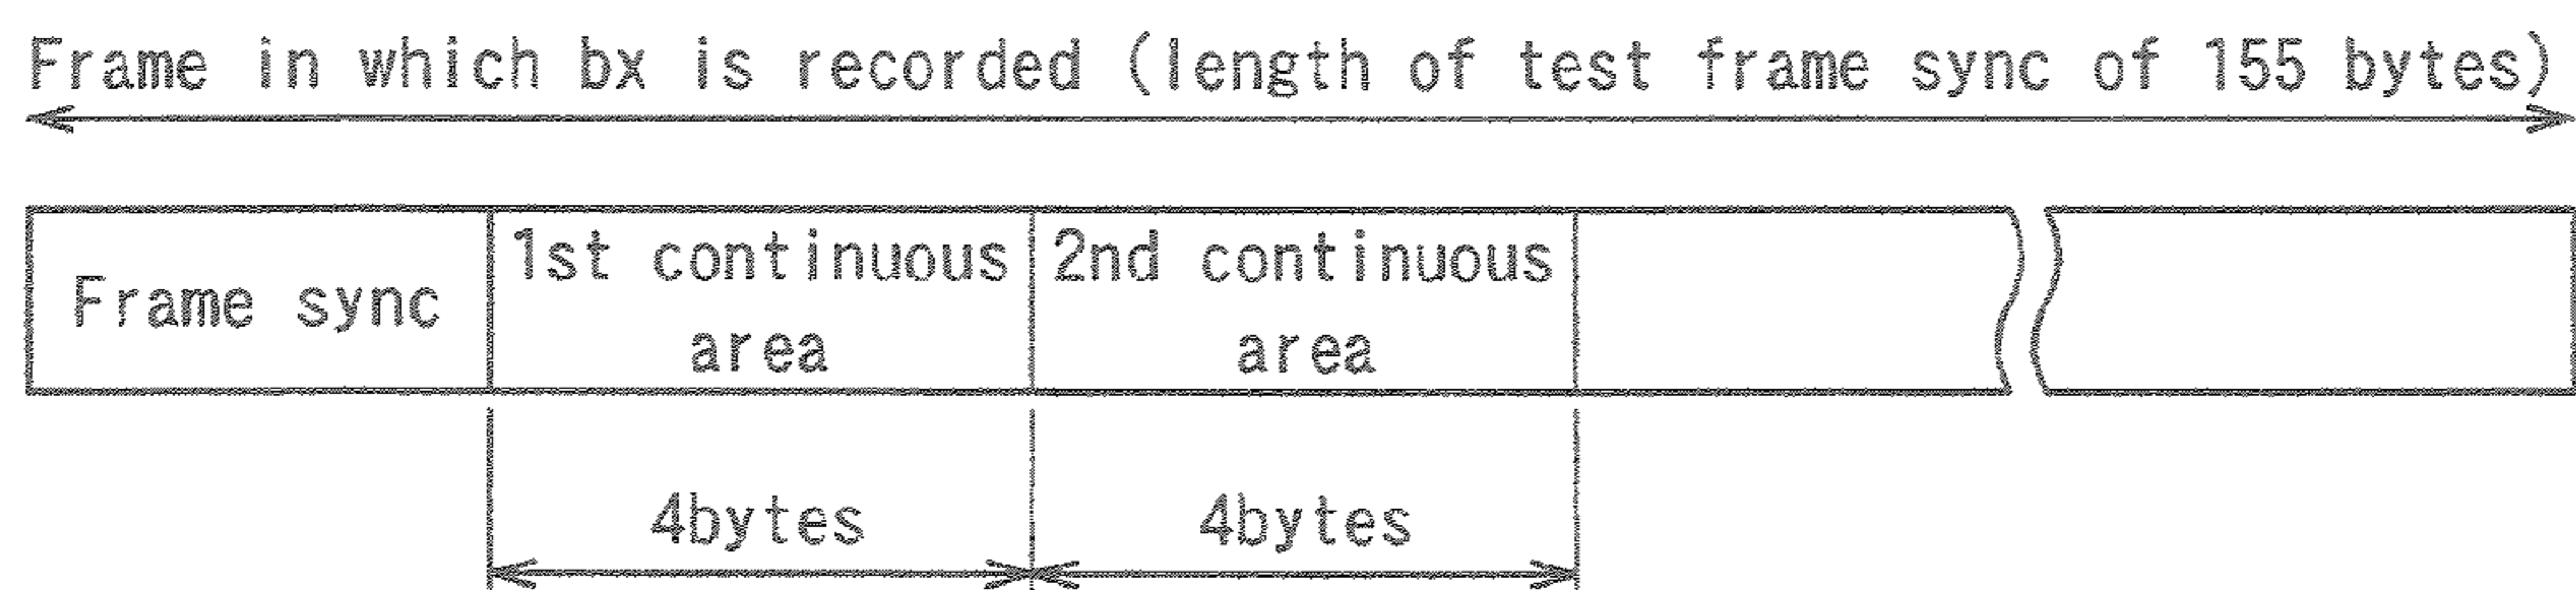 Frame in which bx is recorded (length of test frame sync of 155 bytes)
Frame sync
1st continuous
area
2nd continuous
area
4bytes
4bytes